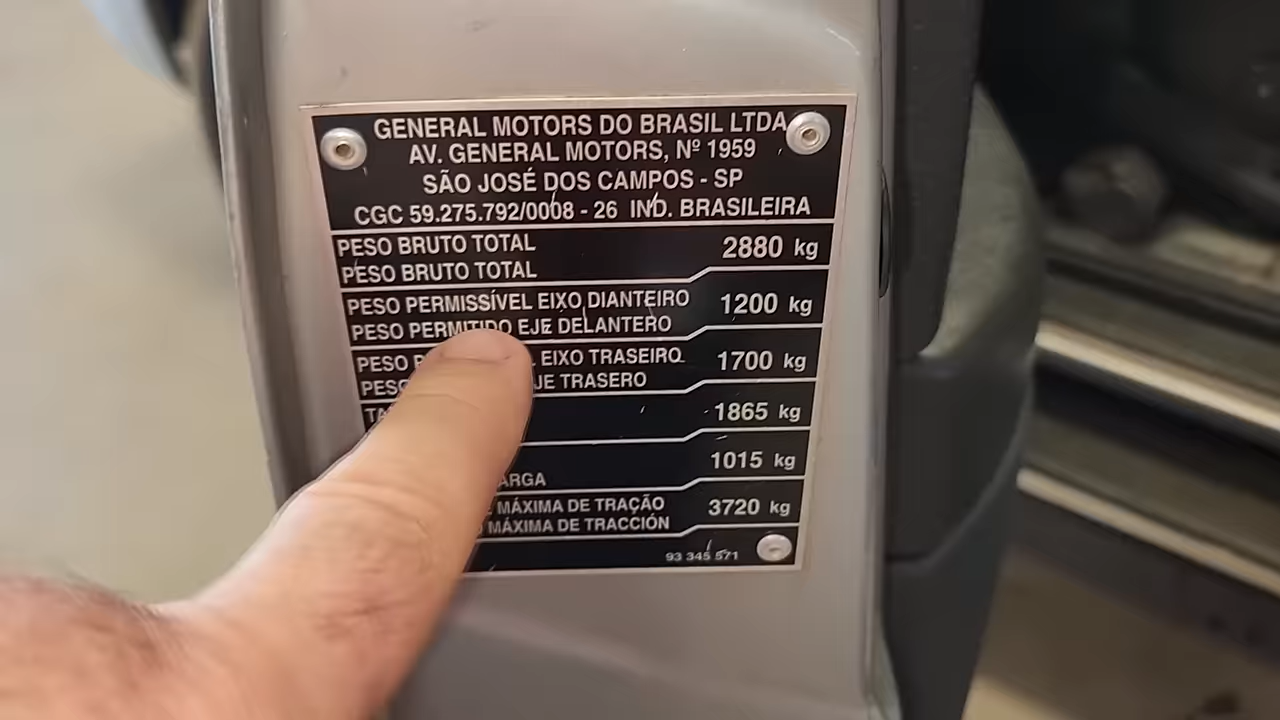 GENERAL MOTORS DO BRASIL LTDA
AV. GENERAL MOTORS, Nº 1959
SÃO JOSÉ DOS CAMPOS - SP
CGC 59.275.792/0008 - 26 IND. BRASILEIRA
PESO BRUTO TOTAL 2880 kg
PESO BRUTO TOTAL
PESO PERMISSÍVEL EIXO DIANTEIRO 1200 kg
PESO PERMITIDO EJE DELANTERO
PESO EIXO TRASEIRO 1700 kg
TRASERO
1865 kg
1015 kg
MÁXIMA DE TRAÇÃO 3720 kg
MÁXIMA DE TRACCIÓN
93 345 571